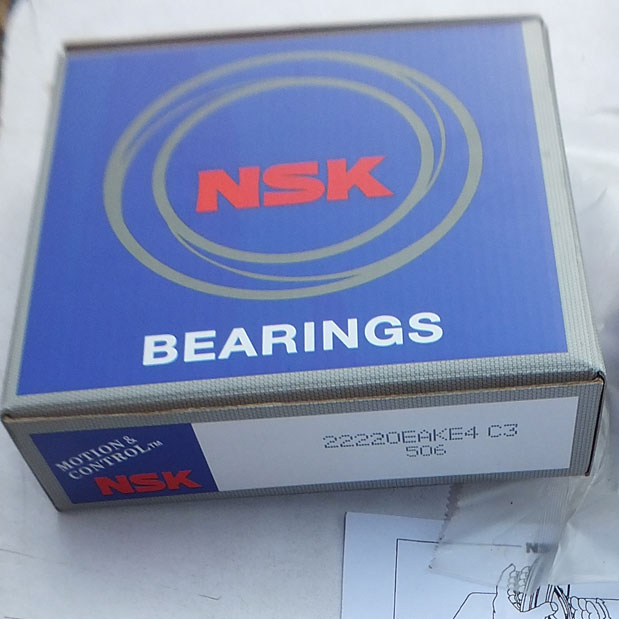 NSK
BEARINGS
MOTION &
CONTROL™
NSK
22220EAKE4 C3
506